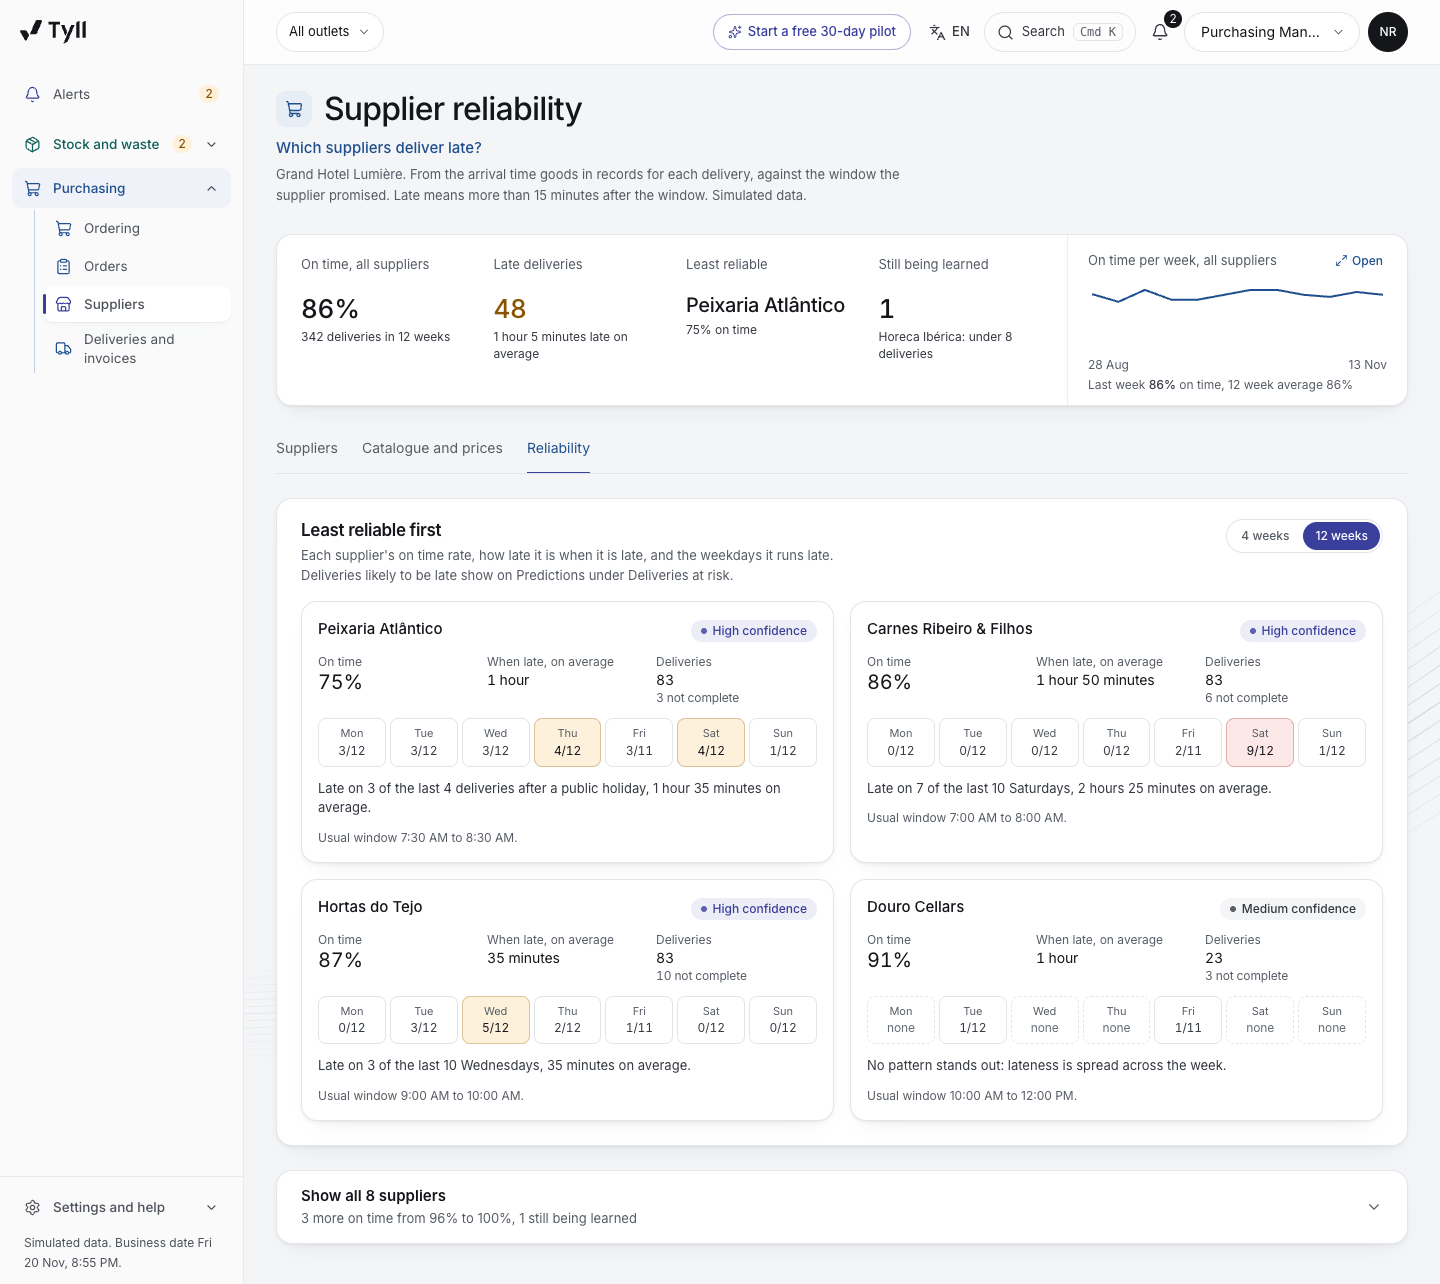 Tyll
All outlets
Start a free 30-day pilot
EN
Search
Cmd K
2
Purchasing Man...
NR
Alerts
2
Stock and waste
2
Purchasing
Ordering
Orders
Suppliers
Deliveries and
invoices
Settings and help
Simulated data. Business date Fri
20 Nov, 8:55 PM.
Supplier reliability
Which suppliers deliver late?
Grand Hotel Lumière. From the arrival time goods in records for each delivery, against the window the
supplier promised. Late means more than 15 minutes after the window. Simulated data.
On time, all suppliers
86%
342 deliveries in 12 weeks
Late deliveries
48
1 hour 5 minutes late on
average
Least reliable
Peixaria Atlântico
75% on time
Still being learned
1
Horeca Ibérica: under 8
deliveries
On time per week, all suppliers
Open
28 Aug
13 Nov
Last week 86% on time, 12 week average 86%
Suppliers
Catalogue and prices
Reliability
Least reliable first
Each supplier's on time rate, how late it is when it is late, and the weekdays it runs late.
Deliveries likely to be late show on Predictions under Deliveries at risk.
4 weeks
12 weeks
Peixaria Atlântico
High confidence
On time
75%
When late, on average
1 hour
Deliveries
83
3 not complete
Mon
3/12
Tue
3/12
Wed
3/12
Thu
4/12
Fri
3/11
Sat
4/12
Sun
1/12
Late on 3 of the last 4 deliveries after a public holiday, 1 hour 35 minutes on
average.
Usual window 7:30 AM to 8:30 AM.
Carnes Ribeiro & Filhos
High confidence
On time
86%
When late, on average
1 hour 50 minutes
Deliveries
83
6 not complete
Mon
0/12
Tue
0/12
Wed
0/12
Thu
0/12
Fri
2/11
Sat
9/12
Sun
1/12
Late on 7 of the last 10 Saturdays, 2 hours 25 minutes on average.
Usual window 7:00 AM to 8:00 AM.
Hortas do Tejo
High confidence
On time
87%
When late, on average
35 minutes
Deliveries
83
10 not complete
Mon
0/12
Tue
3/12
Wed
5/12
Thu
2/12
Fri
1/11
Sat
0/12
Sun
0/12
Late on 3 of the last 10 Wednesdays, 35 minutes on average.
Usual window 9:00 AM to 10:00 AM.
Douro Cellars
Medium confidence
On time
91%
When late, on average
1 hour
Deliveries
23
3 not complete
Mon
none
Tue
1/12
Wed
none
Thu
none
Fri
1/11
Sat
none
Sun
none
No pattern stands out: lateness is spread across the week.
Usual window 10:00 AM to 12:00 PM.
Show all 8 suppliers
3 more on time from 96% to 100%, 1 still being learned